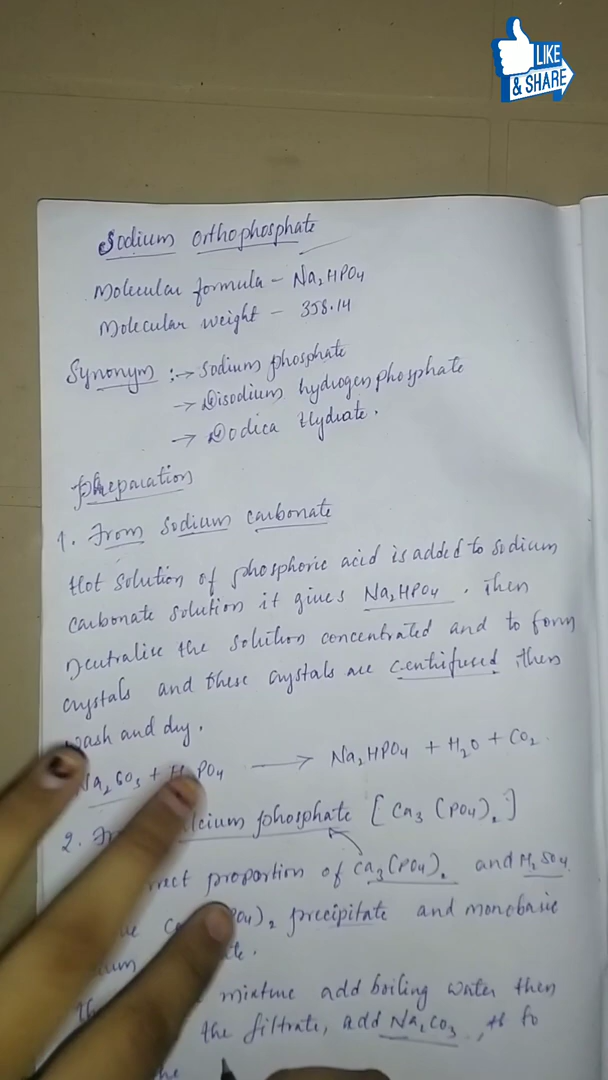 LIKE
& SHARE
Sodium orthophosphate
Molecular formula - Na2HPO4
Molecular weight - 358.14
Synonym :-> Sodium phosphate
-> Disodium hydrogen phosphate
-> Dodica Hydrate.
Preparation
1. From Sodium carbonate
Hot solution of phosphoric acid is added to sodium
carbonate solution it gives Na2HPO4. Then
neutralise the solution concentrated and to form
crystals and these crystals are centrifused then
wash and dry.
Na2CO3 + H PO4 -> Na2HPO4 + H2O + CO2.
2. lcium phosphate [Ca3(PO4)2]
rect proportion of Ca3(PO4)2 and H2SO4
PO4)2 precipitate and monobasic
mixture add boiling water then
the filtrate, add Na2CO3, to